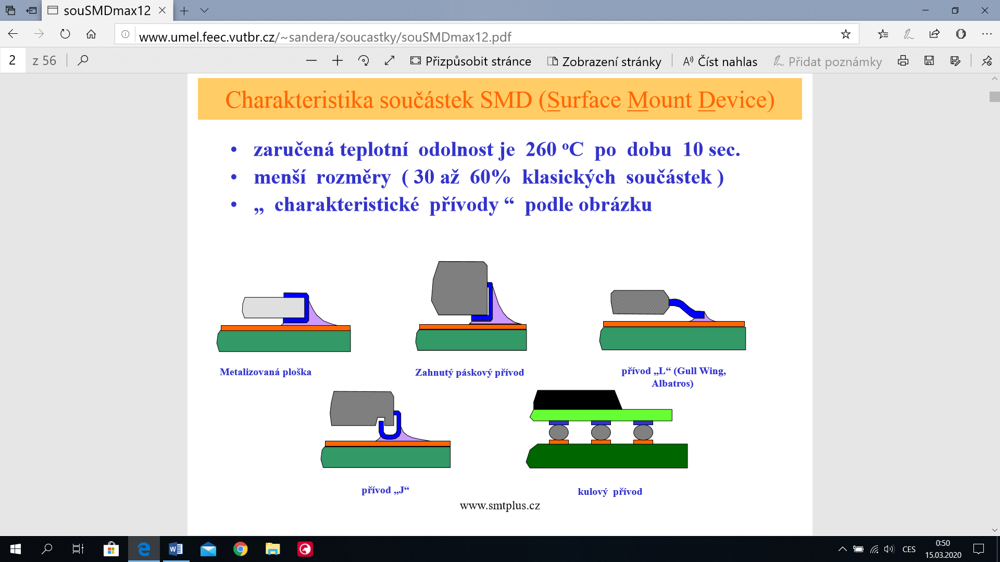 souSMDmax12
www.umel.feec.vutbr.cz/~sandera/soucastky/souSMDmax12.pdf
2 z 56
Přizpůsobit stránce
Zobrazení stránky
Číst nahlas
Přidat poznámky
Charakteristika součástek SMD (Surface Mount Device)
• zaručená teplotní odolnost je 260 °C po dobu 10 sec.
• menší rozměry ( 30 až 60% klasických součástek )
• „ charakteristické přívody “ podle obrázku
Metalizovaná ploška
Zahnutý páskový přívod
přívod „L“ (Gull Wing,
Albatros)
přívod „J“
kulový přívod
www.smtplus.cz
CES
0:50
15.03.2020